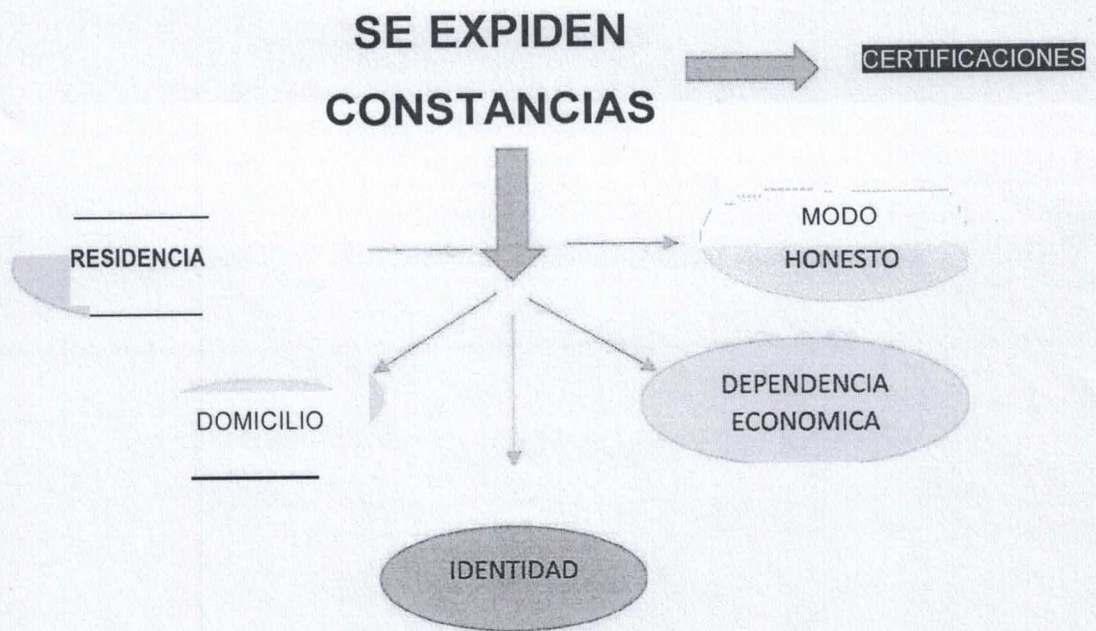 SE EXPIDEN
CONSTANCIAS
CERTIFICACIONES
MODO
HONESTO
RESIDENCIA
DEPENDENCIA
ECONOMICA
DOMICILIO
IDENTIDAD